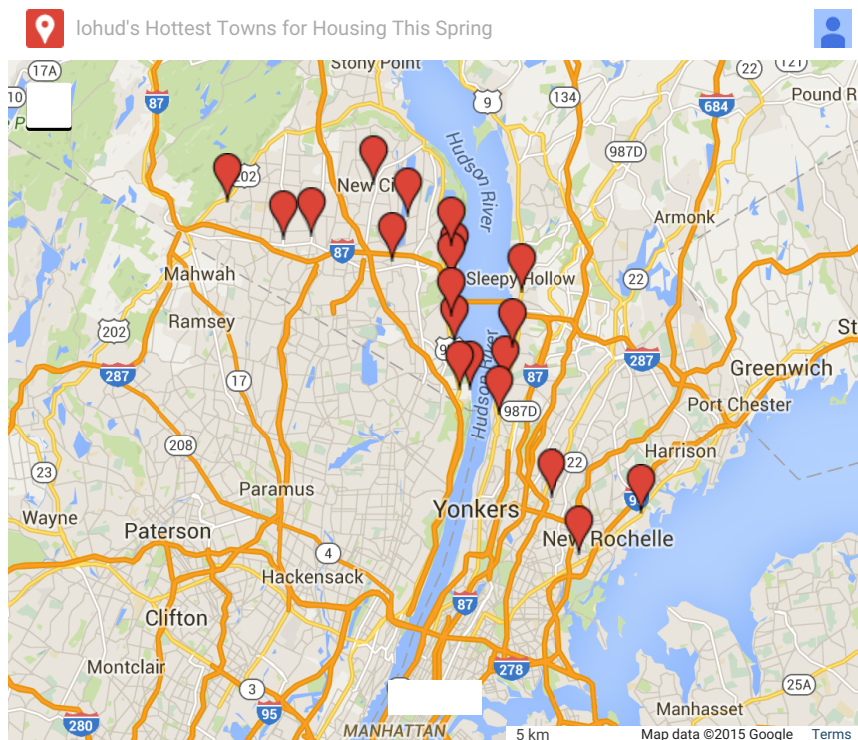 lohud's Hottest Towns for Housing This Spring
Stony Point
17A
22
121
10
87
9
134
684
Pound R
987D
Hudson River
202
New Ci
Armonk
87
Sleepy Hollow
22
Mahwah
Ramsey
202
St
287
Greenwich
287
87
17
Hudson River
Port Chester
987D
208
Harrison
22
23
Paramus
Wayne
Yonkers
Paterson
New Rochelle
4
Hackensack
87
Clifton
Montclair
278
3
25A
95
Manhasset
280
MANHATTAN
5 km
Map data ©2015 Google
Terms